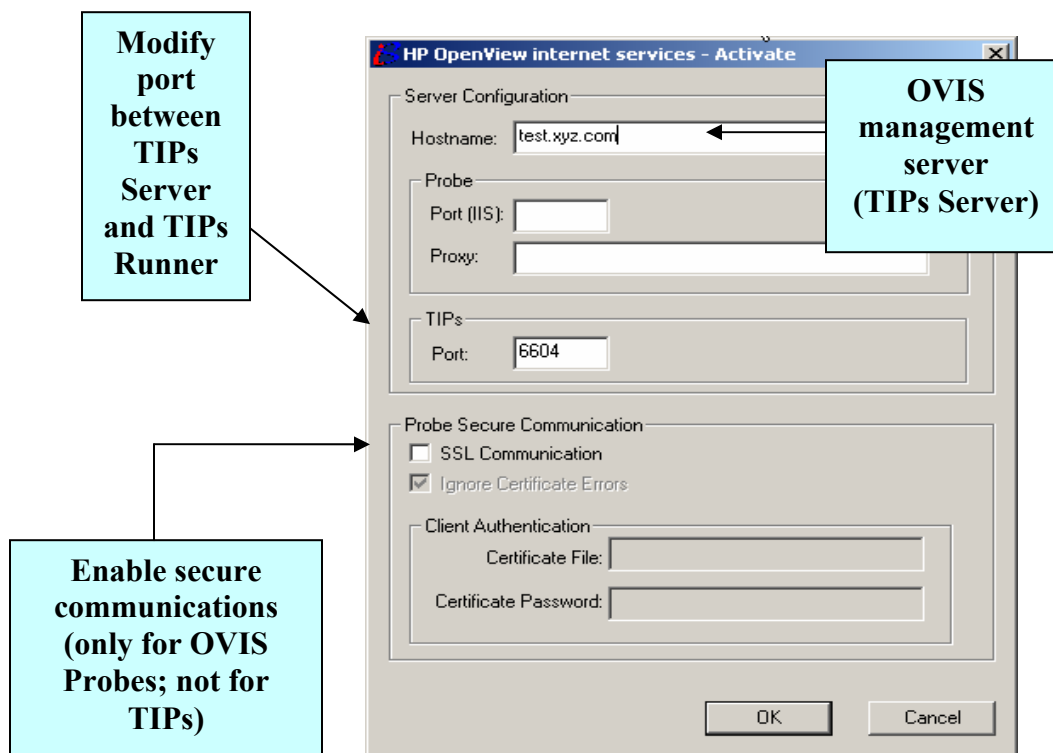 Modify
port
between
TIPs
Server
and TIPs
Runner
HP OpenView internet services - Activate
OVIS
management
server
(TIPs Server)
Server Configuration
Hostname: test.xyz.com
Probe
Port (IIS):
Proxy:
TIPs
Port: 6604
Probe Secure Communication
SSL Communication
Ignore Certificate Errors
Client Authentication
Certificate File:
Certificate Password:
Enable secure
communications
(only for OVIS
Probes; not for
TIPs)
OK Cancel